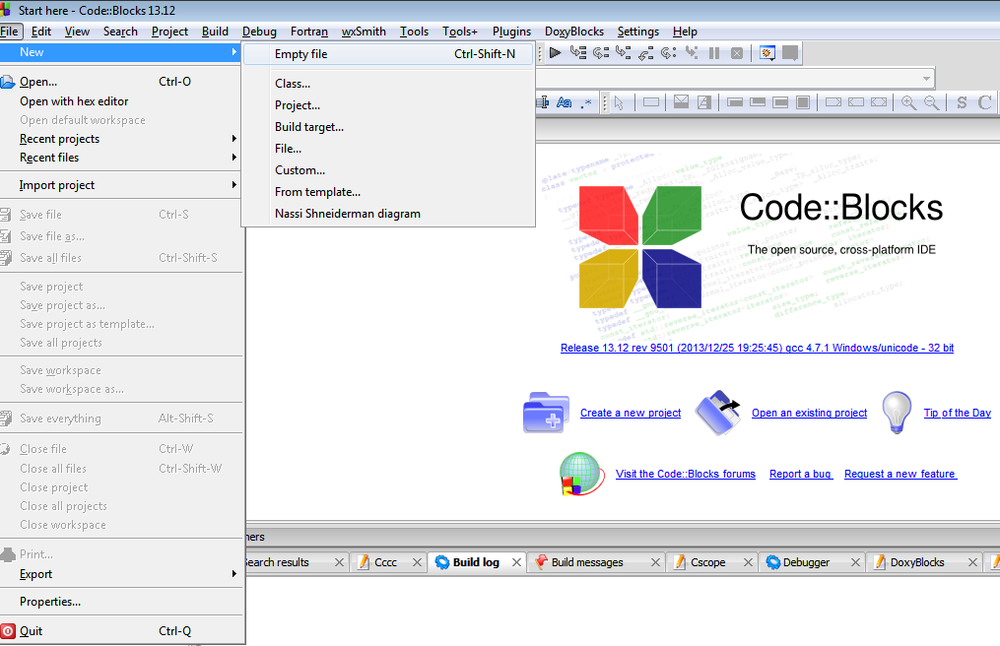 Start here - Code::Blocks 13.12
File Edit View Search Project Build Debug Fortran wxSmith Tools Tools+ Plugins DoxyBlocks Settings Help
New
Empty file Ctrl-Shift-N
Class...
Project...
Build target...
File...
Custom...
From template...
Nassi Shneiderman diagram
Open... Ctrl-O
Open with hex editor
Open default workspace
Recent projects
Recent files
Import project
Save file Ctrl-S
Save file as...
Save all files Ctrl-Shift-S
Save project
Save project as...
Save project as template...
Save all projects
Save workspace
Save workspace as...
Save everything Alt-Shift-S
Close file Ctrl-W
Close all files Ctrl-Shift-W
Close project
Close all projects
Close workspace
Print...
Export
Properties...
Quit Ctrl-Q
Aa .*
S C
Code::Blocks
The open source, cross-platform IDE
Release 13.12 rev 9501 (2013/12/25 19:25:45) gcc 4.7.1 Windows/unicode - 32 bit
Create a new project Open an existing project Tip of the Day
Visit the Code::Blocks forums Report a bug Request a new feature
hers
Search results Cccc Build log Build messages Cscope Debugger DoxyBlocks